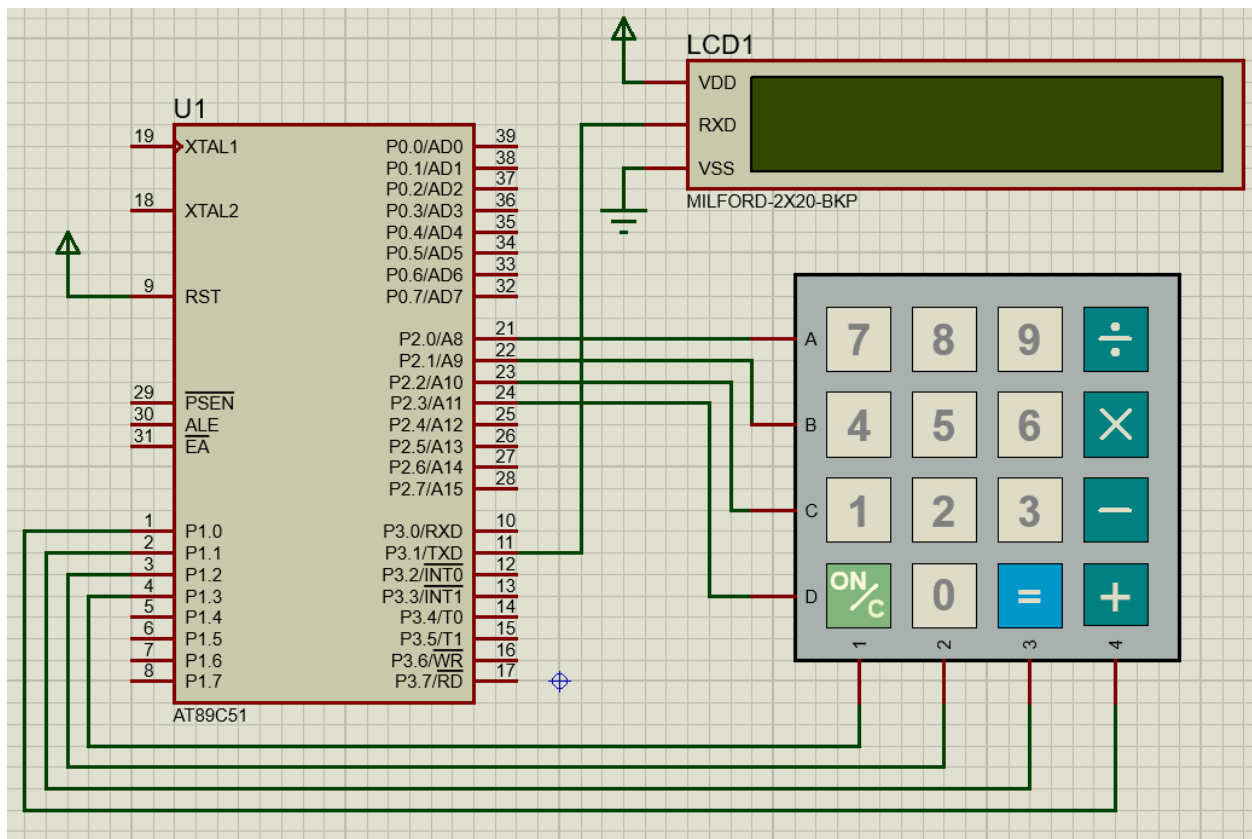 LCD1
VDD
RXD
VSS
MILFORD-2X20-BKP
U1
19 XTAL1
18 XTAL2
9 RST
29 PSEN
30 ALE
31 EA
1 P1.0
2 P1.1
3 P1.2
4 P1.3
5 P1.4
6 P1.5
7 P1.6
8 P1.7
P0.0/AD0 39
P0.1/AD1 38
P0.2/AD2 37
P0.3/AD3 36
P0.4/AD4 35
P0.5/AD5 34
P0.6/AD6 33
P0.7/AD7 32
P2.0/A8 21
P2.1/A9 22
P2.2/A10 23
P2.3/A11 24
P2.4/A12 25
P2.5/A13 26
P2.6/A14 27
P2.7/A15 28
P3.0/RXD 10
P3.1/TXD 11
P3.2/INT0 12
P3.3/INT1 13
P3.4/T0 14
P3.5/T1 15
P3.6/WR 16
P3.7/RD 17
AT89C51
A 7 8 9 ÷
B 4 5 6 ×
C 1 2 3 −
D ON/C 0 = +
1 2 3 4